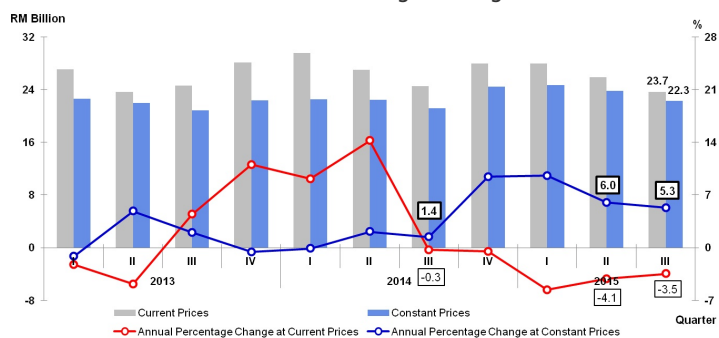 RM Billion
%
32
28
24
21
16
14
8
7
0
0
-8
-7
23.7
22.3
1.4
6.0
5.3
-0.3
-4.1
-3.5
I
II
III
IV
I
II
III
IV
I
II
III
2013
2014
2015
Quarter
Current Prices
Constant Prices
Annual Percentage Change at Current Prices
Annual Percentage Change at Constant Prices